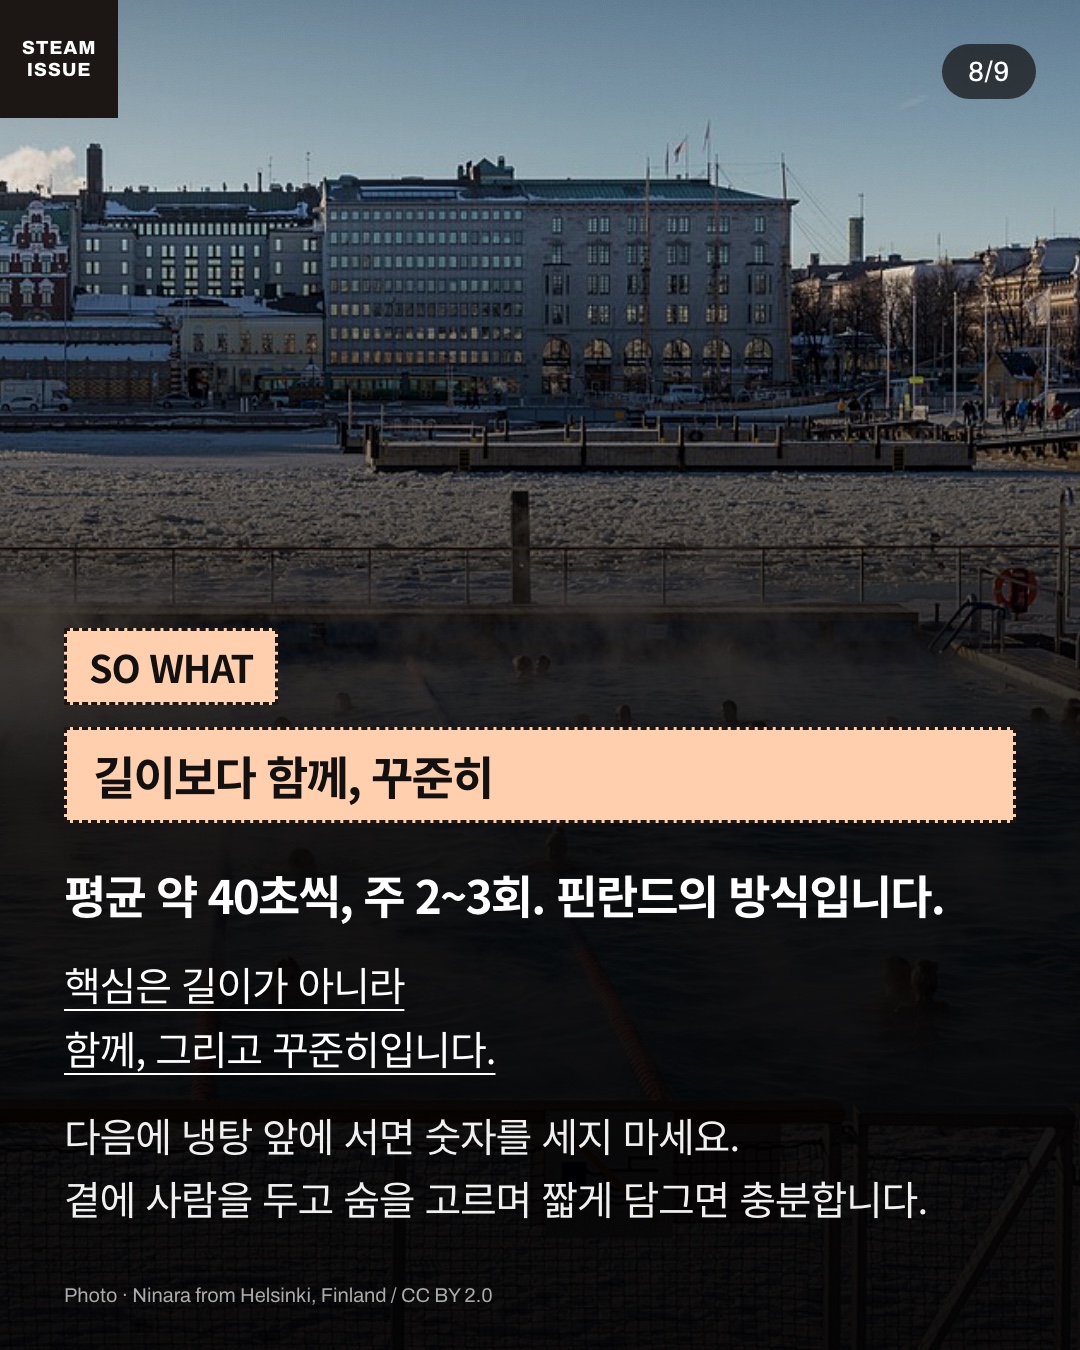 STEAM
ISSUE
8/9
SO WHAT
길이보다 함께, 꾸준히
평균 약 40초씩, 주 2~3회. 핀란드의 방식입니다.
핵심은 길이가 아니라
함께, 그리고 꾸준히입니다.
다음에 냉탕 앞에 서면 숫자를 세지 마세요.
곁에 사람을 두고 숨을 고르며 짧게 담그면 충분합니다.
Photo · Ninara from Helsinki, Finland / CC BY 2.0